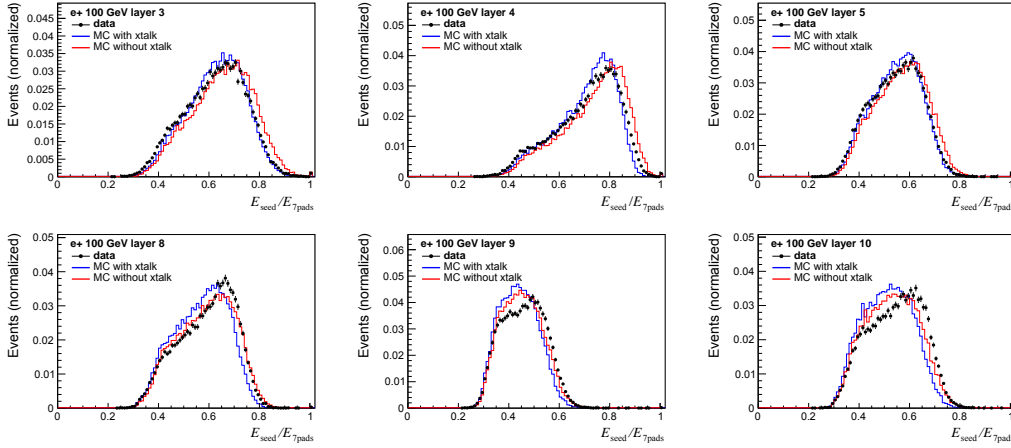 e+ 100 GeV layer 3
data
MC with xtalk
MC without xtalk
Events (normalized)
0.045
0.04
0.035
0.03
0.025
0.02
0.015
0.01
0.005
0
0 0.2 0.4 0.6 0.8 1
E_seed/E_7pads
e+ 100 GeV layer 4
data
MC with xtalk
MC without xtalk
Events (normalized)
0.05
0.04
0.03
0.02
0.01
0
0 0.2 0.4 0.6 0.8 1
E_seed/E_7pads
e+ 100 GeV layer 5
data
MC with xtalk
MC without xtalk
Events (normalized)
0.05
0.04
0.03
0.02
0.01
0
0 0.2 0.4 0.6 0.8 1
E_seed/E_7pads
e+ 100 GeV layer 8
data
MC with xtalk
MC without xtalk
Events (normalized)
0.05
0.04
0.03
0.02
0.01
0
0 0.2 0.4 0.6 0.8 1
E_seed/E_7pads
e+ 100 GeV layer 9
data
MC with xtalk
MC without xtalk
Events (normalized)
0.06
0.05
0.04
0.03
0.02
0.01
0
0 0.2 0.4 0.6 0.8 1
E_seed/E_7pads
e+ 100 GeV layer 10
data
MC with xtalk
MC without xtalk
Events (normalized)
0.05
0.04
0.03
0.02
0.01
0
0 0.2 0.4 0.6 0.8 1
E_seed/E_7pads